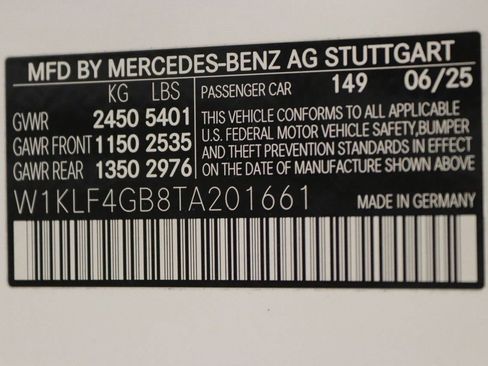 MFD BY MERCEDES-BENZ AG STUTTGART
KG LBS
GVWR 2450 5401
GAWR FRONT 1150 2535
GAWR REAR 1350 2976
PASSENGER CAR 149 06/25
THIS VEHICLE CONFORMS TO ALL APPLICABLE
U.S. FEDERAL MOTOR VEHICLE SAFETY, BUMPER
AND THEFT PREVENTION STANDARDS IN EFFECT
ON THE DATE OF MANUFACTURE SHOWN ABOVE.
W1KLF4GB8TA201661
MADE IN GERMANY